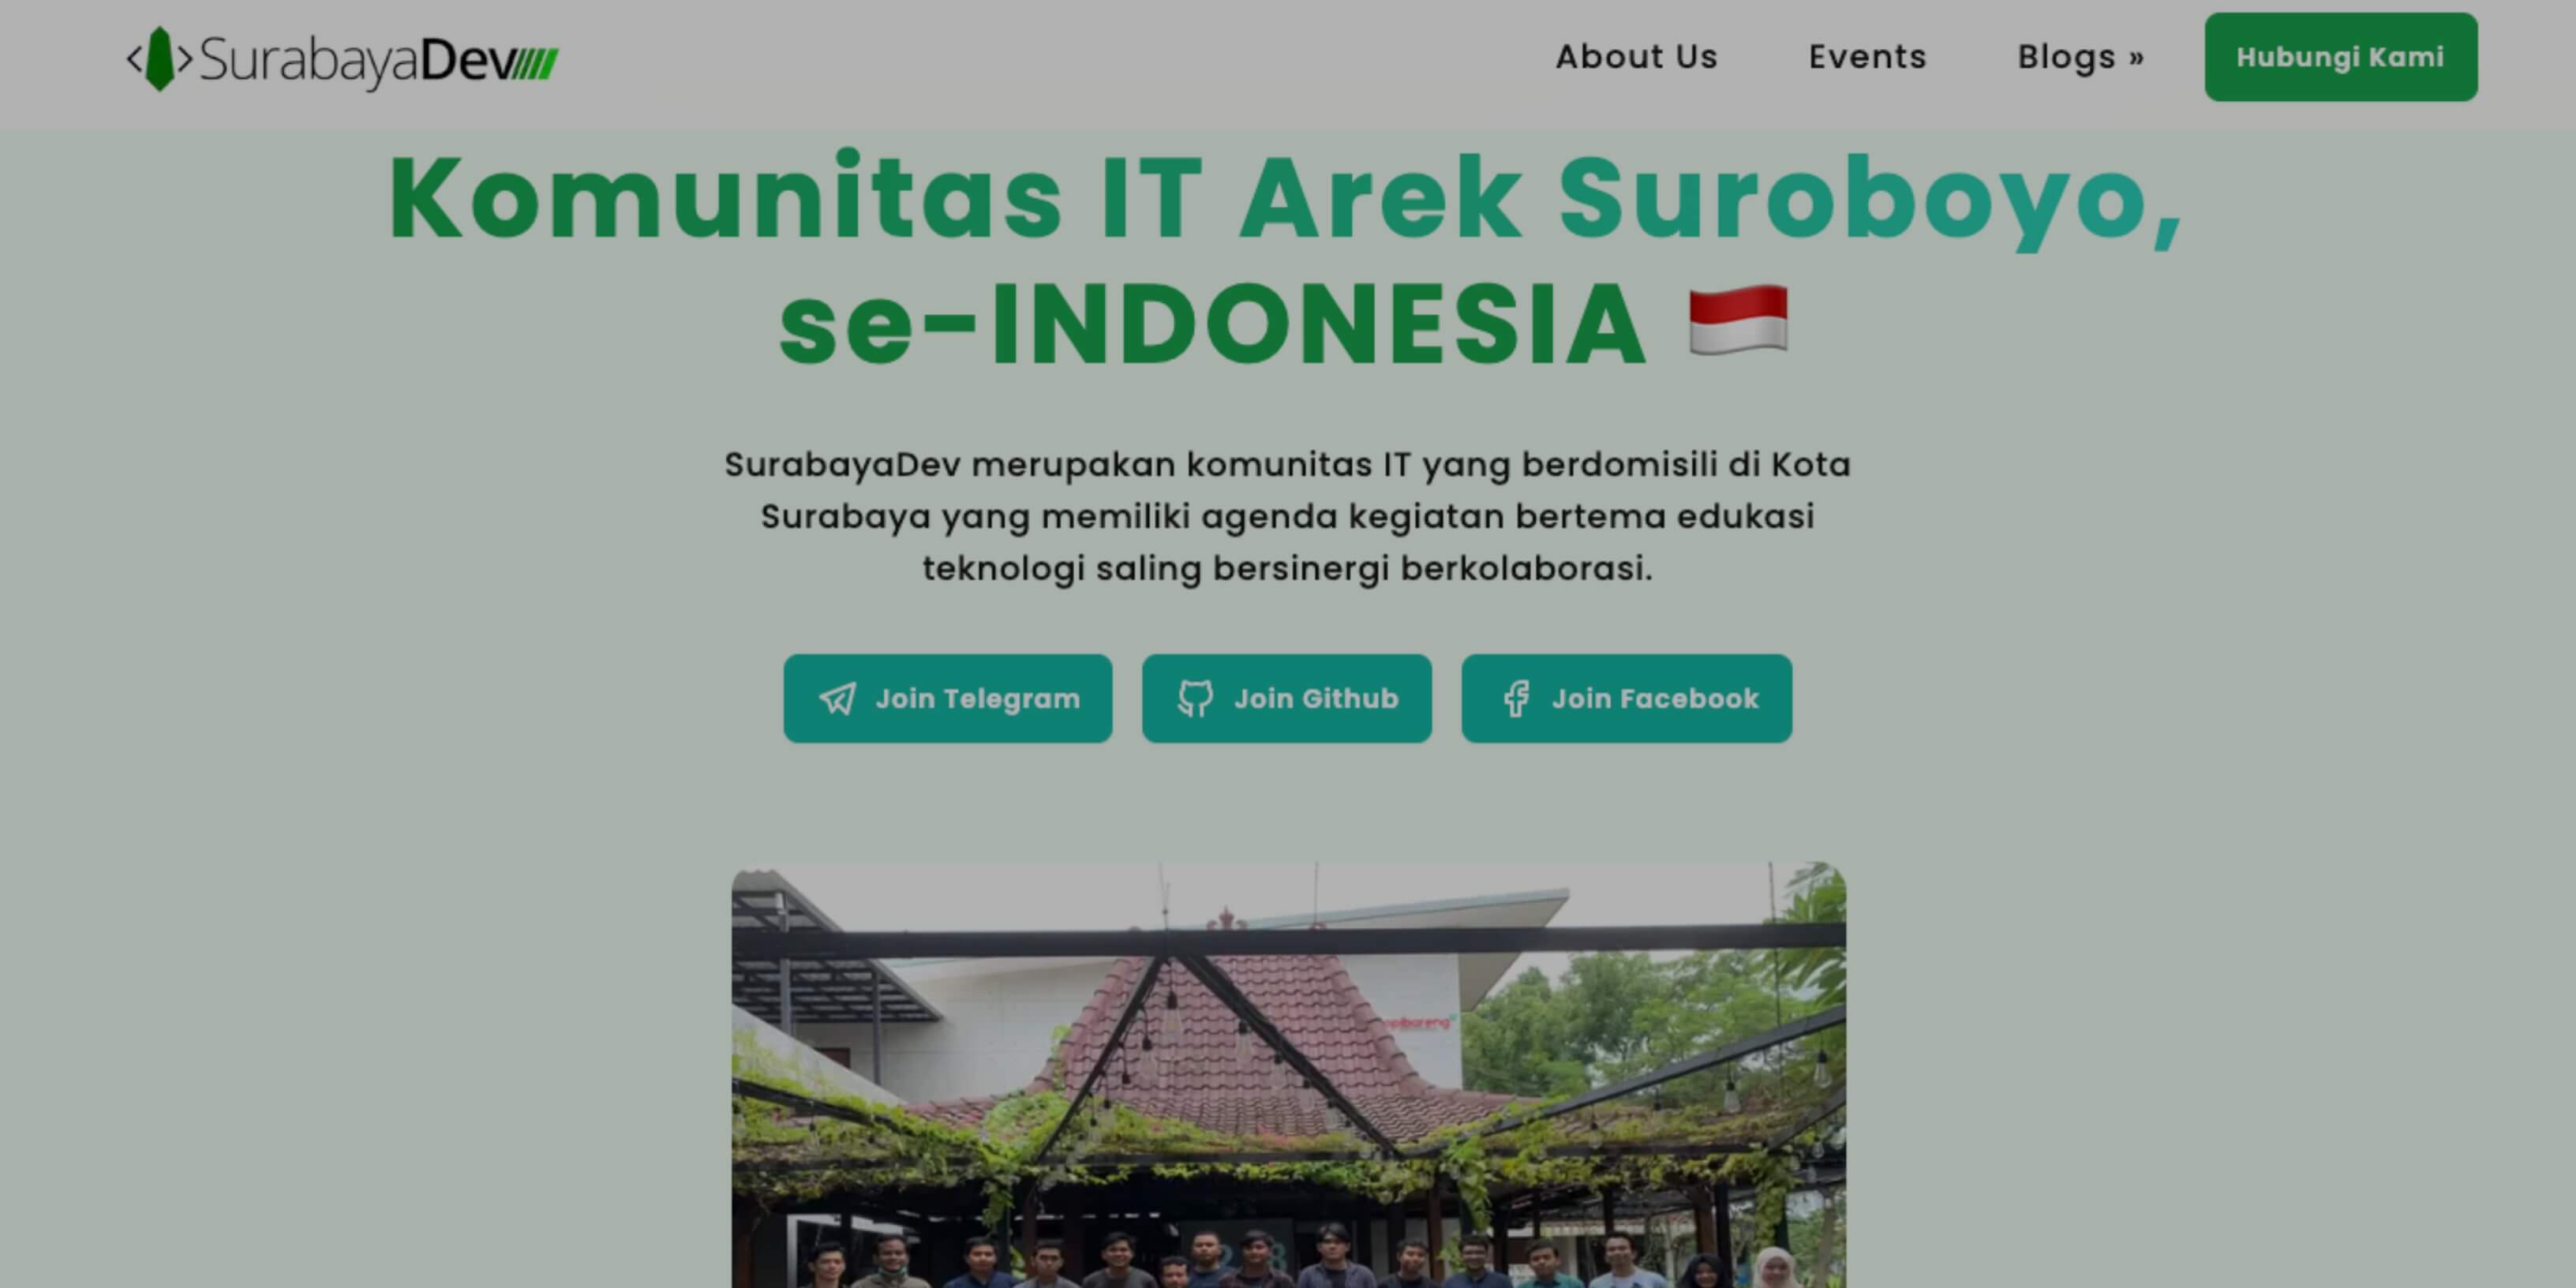 SurabayaDev
About Us
Events
Blogs »
Hubungi Kami
Komunitas IT Arek Suroboyo,
se-INDONESIA
SurabayaDev merupakan komunitas IT yang berdomisili di Kota
Surabaya yang memiliki agenda kegiatan bertema edukasi
teknologi saling bersinergi berkolaborasi.
Join Telegram
Join Github
Join Facebook